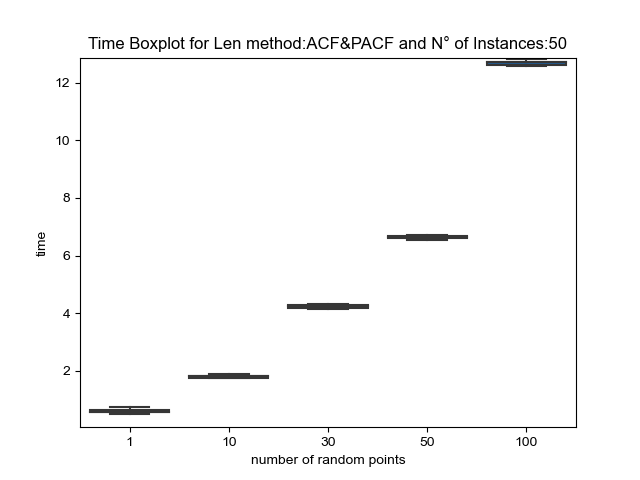 Time Boxplot for Len method:ACF&PACF and N° of Instances:50
12
10
8
6
4
2
time
1 10 30 50 100
number of random points